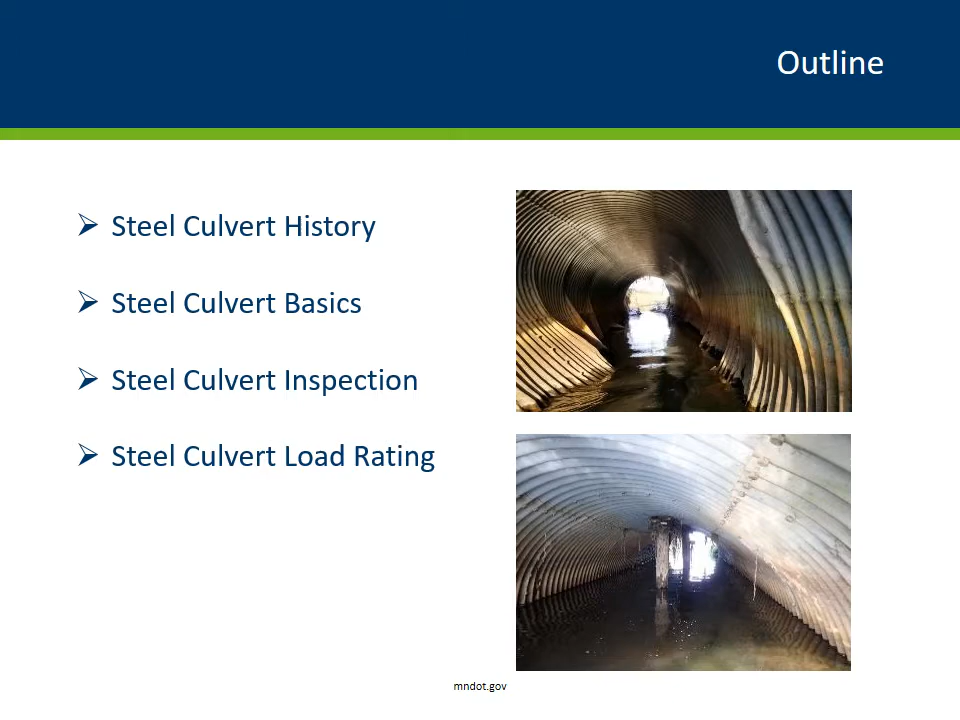 Outline
Steel Culvert History
Steel Culvert Basics
Steel Culvert Inspection
Steel Culvert Load Rating
mndot.gov